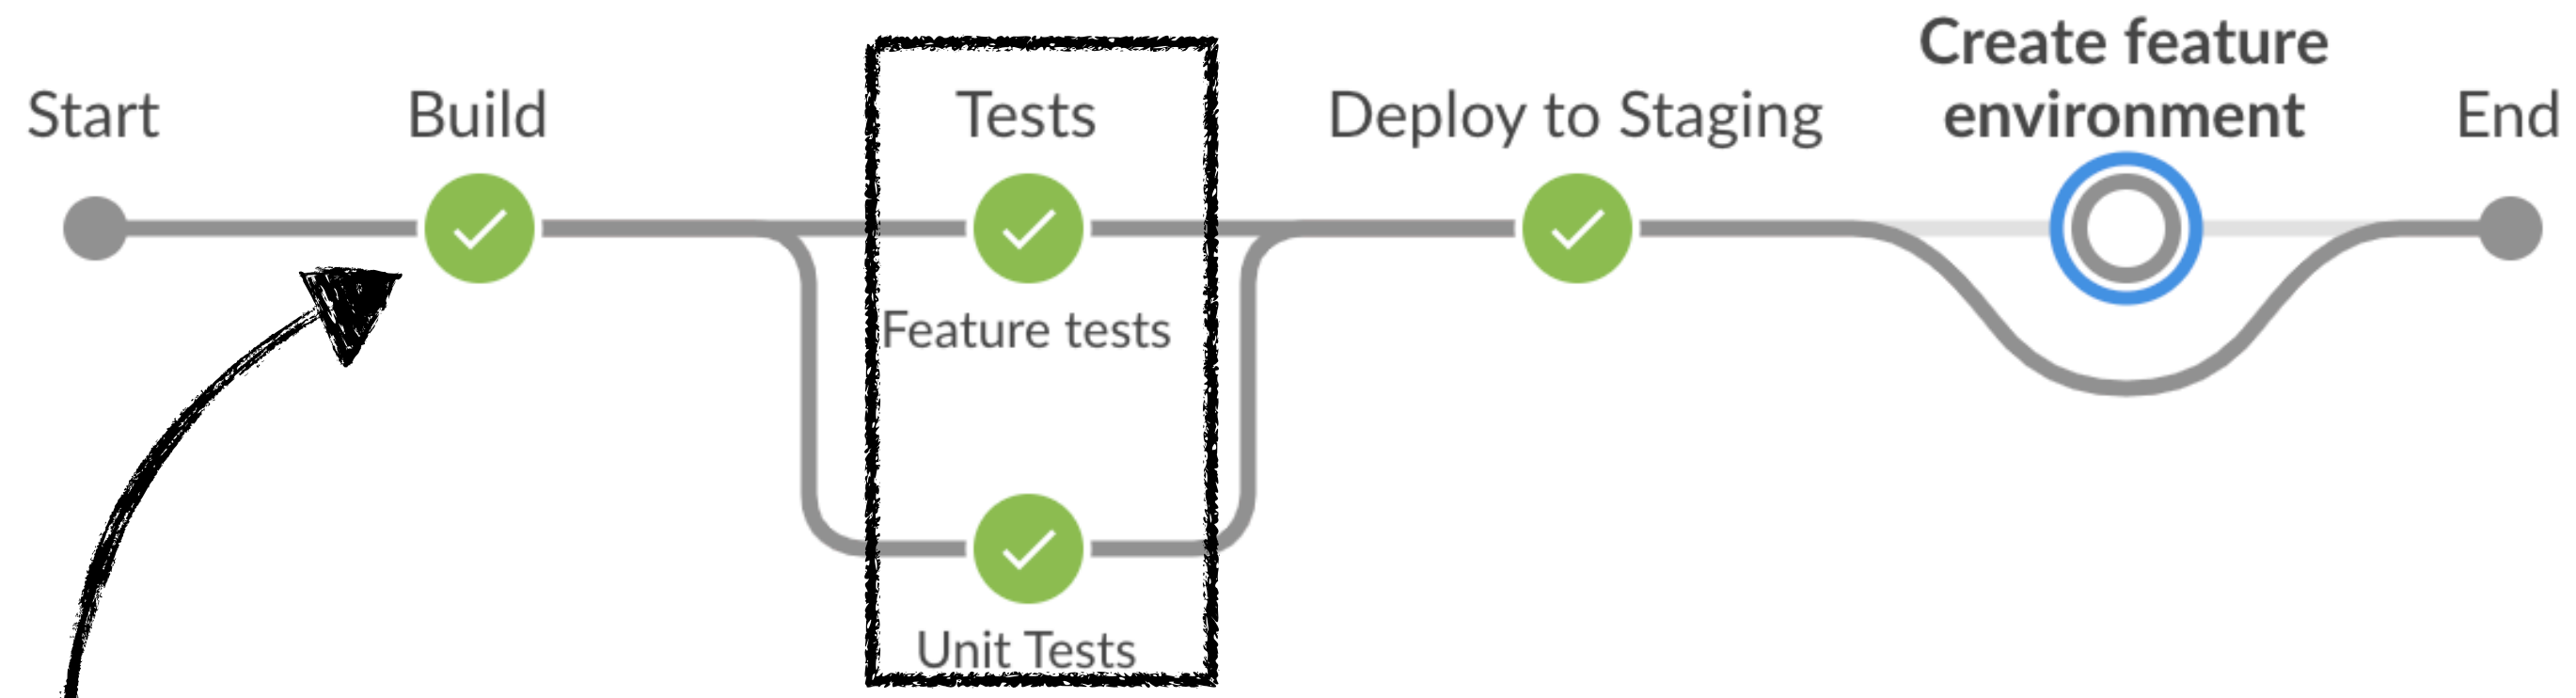 Start
Build
Tests
Deploy to Staging
Create feature
environment
End
Feature tests
Unit Tests